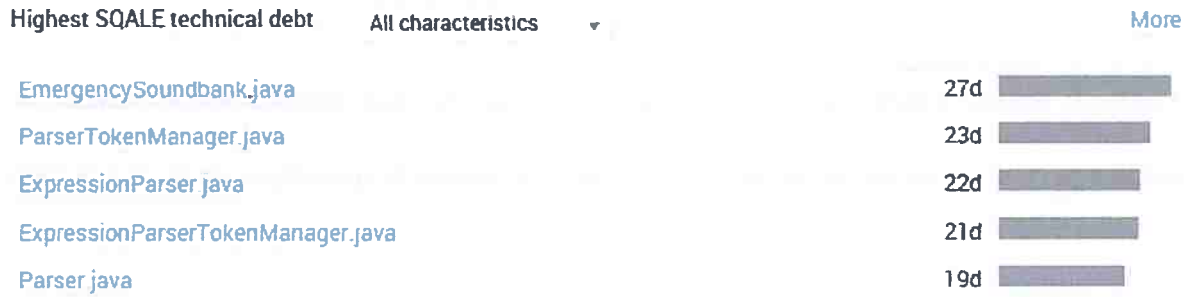 Highest SQALE technical debt All characteristics More
EmergencySoundbank.java 27d
ParserTokenManager.java 23d
ExpressionParser.java 22d
ExpressionParserTokenManager.java 21d
Parser.java 19d